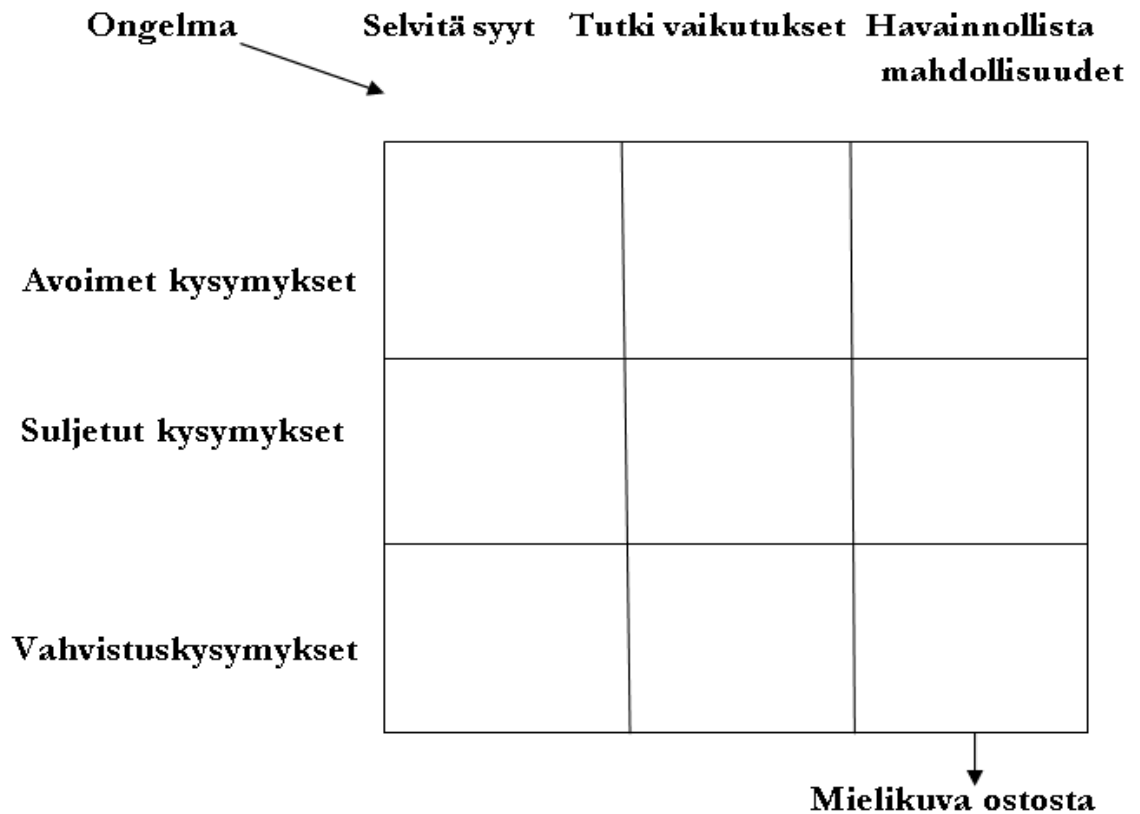 Ongelma Selvitä syyt Tutki vaikutukset Havainnollista
mahdollisuudet
Avoimet kysymykset
Suljetut kysymykset
Vahvistuskysymykset
Mielikuva ostosta